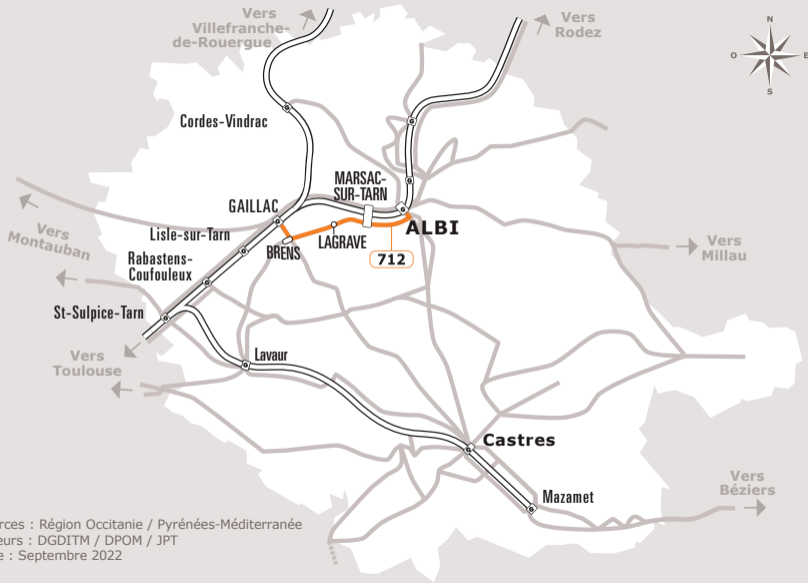 Vers
Villefranche-
de-Rouergue
Vers
Rodez
N
O
E
S
Cordes-Vindrac
MARSAC-
SUR-TARN
GAILLAC
ALBI
Lisle-sur-Tarn
BRENS
LAGRAVE
712
Vers
Montauban
Vers
Millau
Rabastens-
Coufouleux
St-Sulpice-Tarn
Vers
Toulouse
Lavaur
Castres
Mazamet
Vers
Béziers
rces : Région Occitanie / Pyrénées-Méditerranée
eurs : DGDITM / DPOM / JPT
e : Septembre 2022